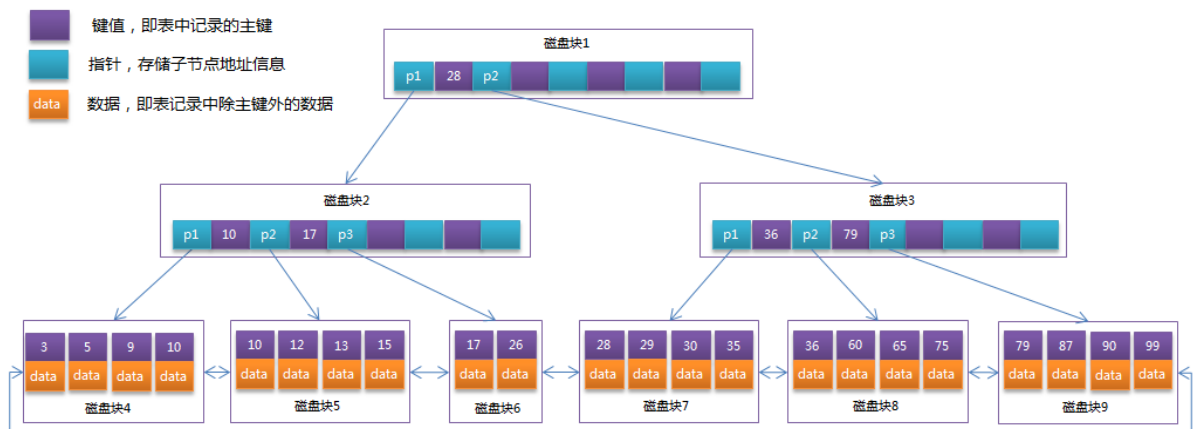 键值，即表中记录的主键
指针，存储子节点地址信息
data 数据，即表记录中除主键外的数据
磁盘块1
p1 28 p2
磁盘块2
p1 10 p2 17 p3
磁盘块3
p1 36 p2 79 p3
3 5 9 10
data data data data
磁盘块4
10 12 13 15
data data data data
磁盘块5
17 26
data data
磁盘块6
28 29 30 35
data data data data
磁盘块7
36 60 65 75
data data data data
磁盘块8
79 87 90 99
data data data data
磁盘块9